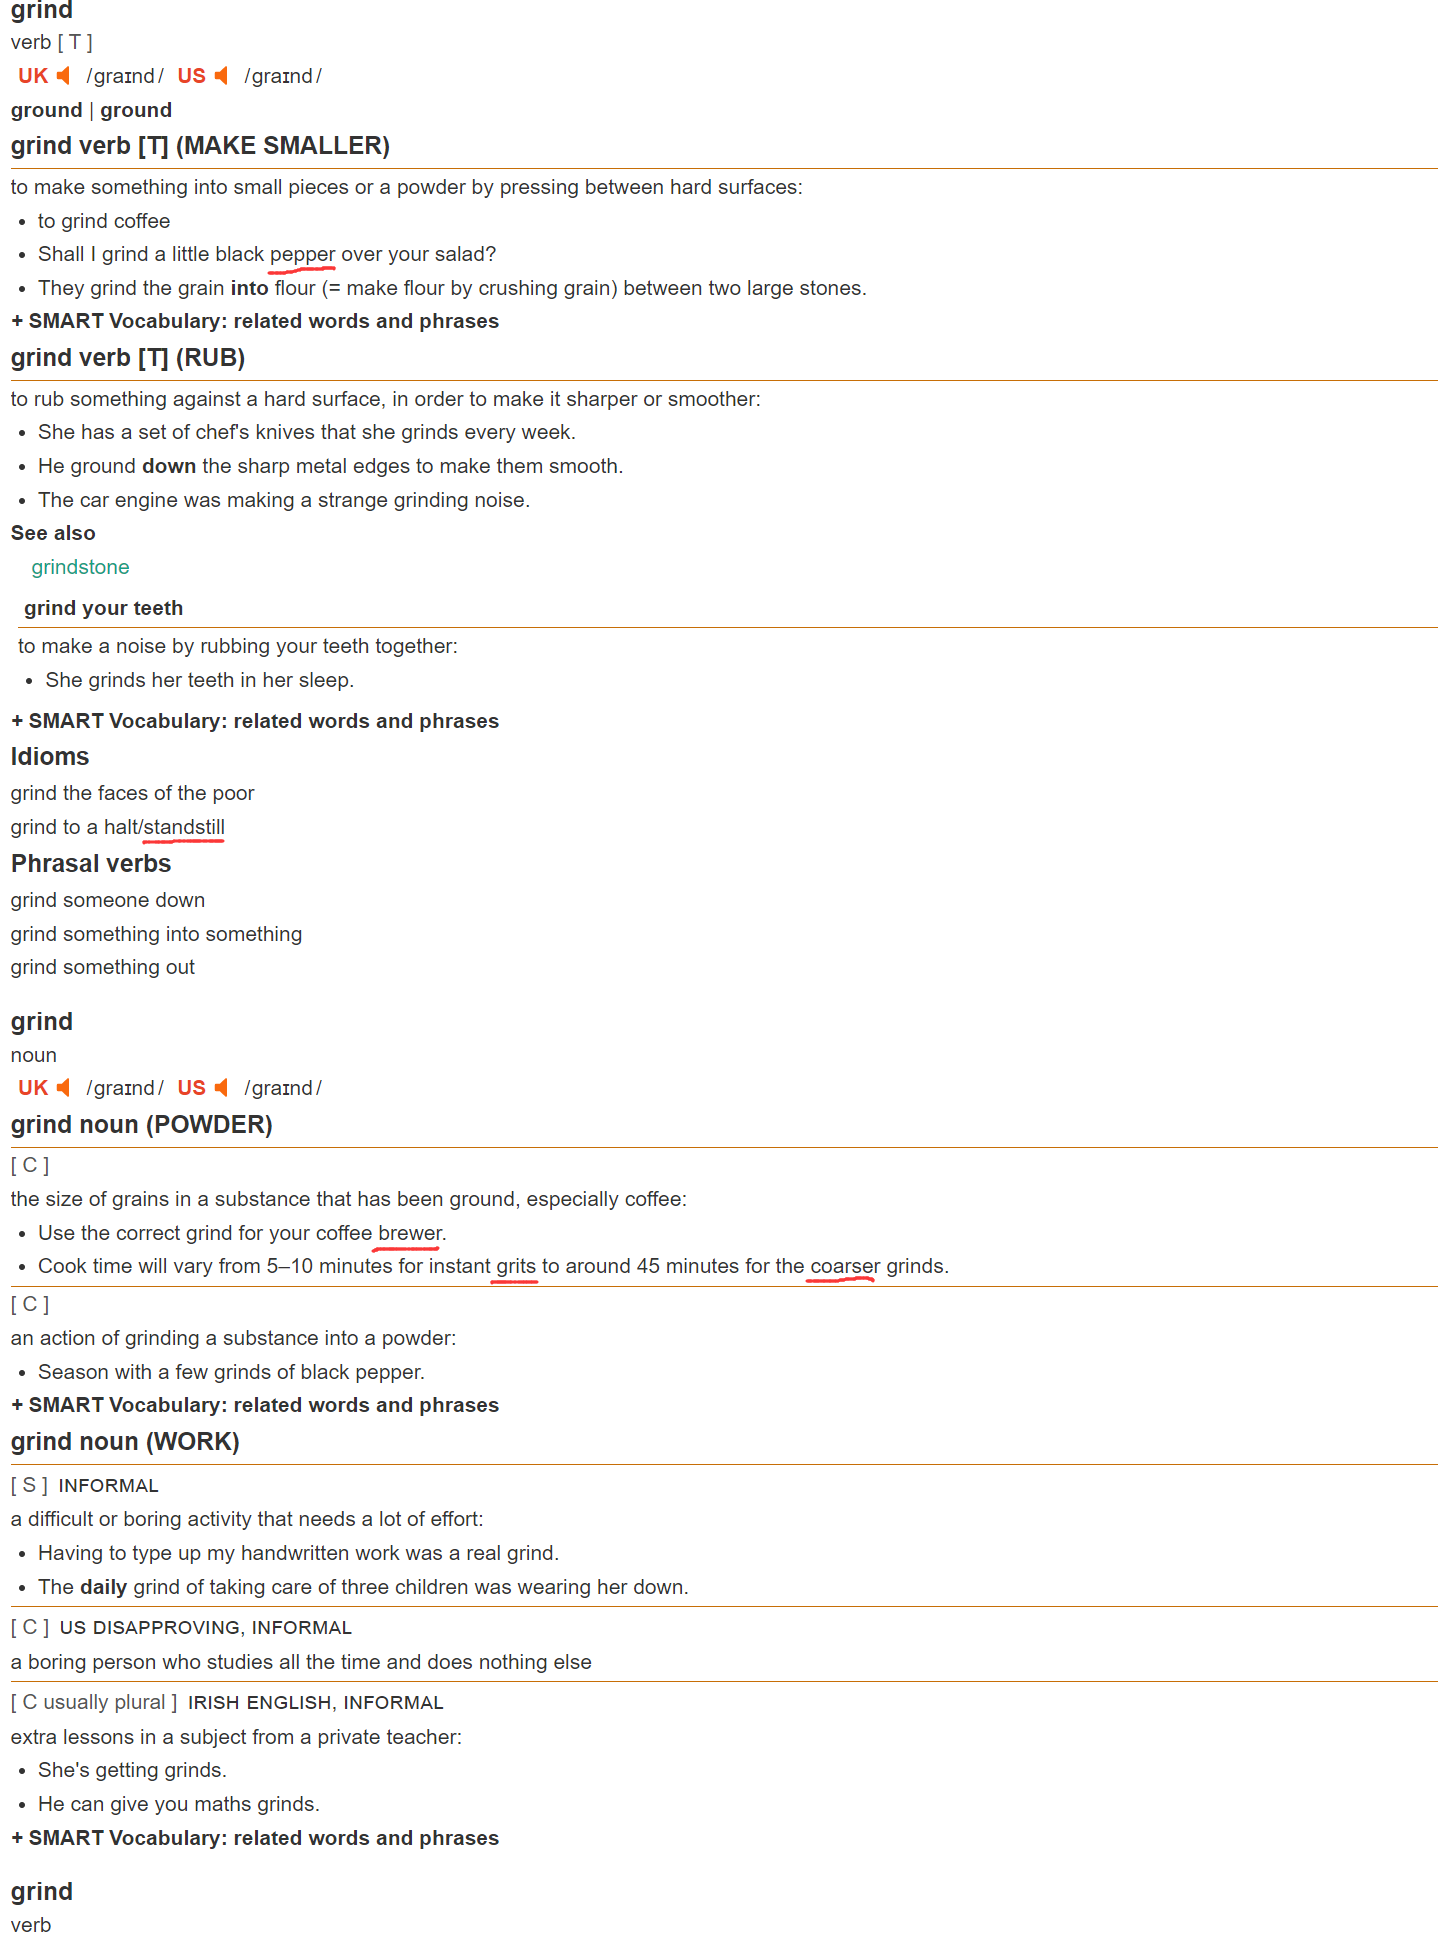 grind
verb [ T ]
UK /ɡraɪnd/ US /ɡraɪnd/
ground | ground
grind verb [T] (MAKE SMALLER)
to make something into small pieces or a powder by pressing between hard surfaces:
• to grind coffee
• Shall I grind a little black pepper over your salad?
• They grind the grain into flour (= make flour by crushing grain) between two large stones.
+ SMART Vocabulary: related words and phrases
grind verb [T] (RUB)
to rub something against a hard surface, in order to make it sharper or smoother:
• She has a set of chef's knives that she grinds every week.
• He ground down the sharp metal edges to make them smooth.
• The car engine was making a strange grinding noise.
See also
grindstone
grind your teeth
to make a noise by rubbing your teeth together:
• She grinds her teeth in her sleep.
+ SMART Vocabulary: related words and phrases
Idioms
grind the faces of the poor
grind to a halt/standstill
Phrasal verbs
grind someone down
grind something into something
grind something out
grind
noun
UK /ɡraɪnd/ US /ɡraɪnd/
grind noun (POWDER)
[ C ]
the size of grains in a substance that has been ground, especially coffee:
• Use the correct grind for your coffee brewer.
• Cook time will vary from 5–10 minutes for instant grits to around 45 minutes for the coarser grinds.
[ C ]
an action of grinding a substance into a powder:
• Season with a few grinds of black pepper.
+ SMART Vocabulary: related words and phrases
grind noun (WORK)
[ S ] INFORMAL
a difficult or boring activity that needs a lot of effort:
• Having to type up my handwritten work was a real grind.
• The daily grind of taking care of three children was wearing her down.
[ C ] US DISAPPROVING, INFORMAL
a boring person who studies all the time and does nothing else
[ C usually plural ] IRISH ENGLISH, INFORMAL
extra lessons in a subject from a private teacher:
• She's getting grinds.
• He can give you maths grinds.
+ SMART Vocabulary: related words and phrases
grind
verb